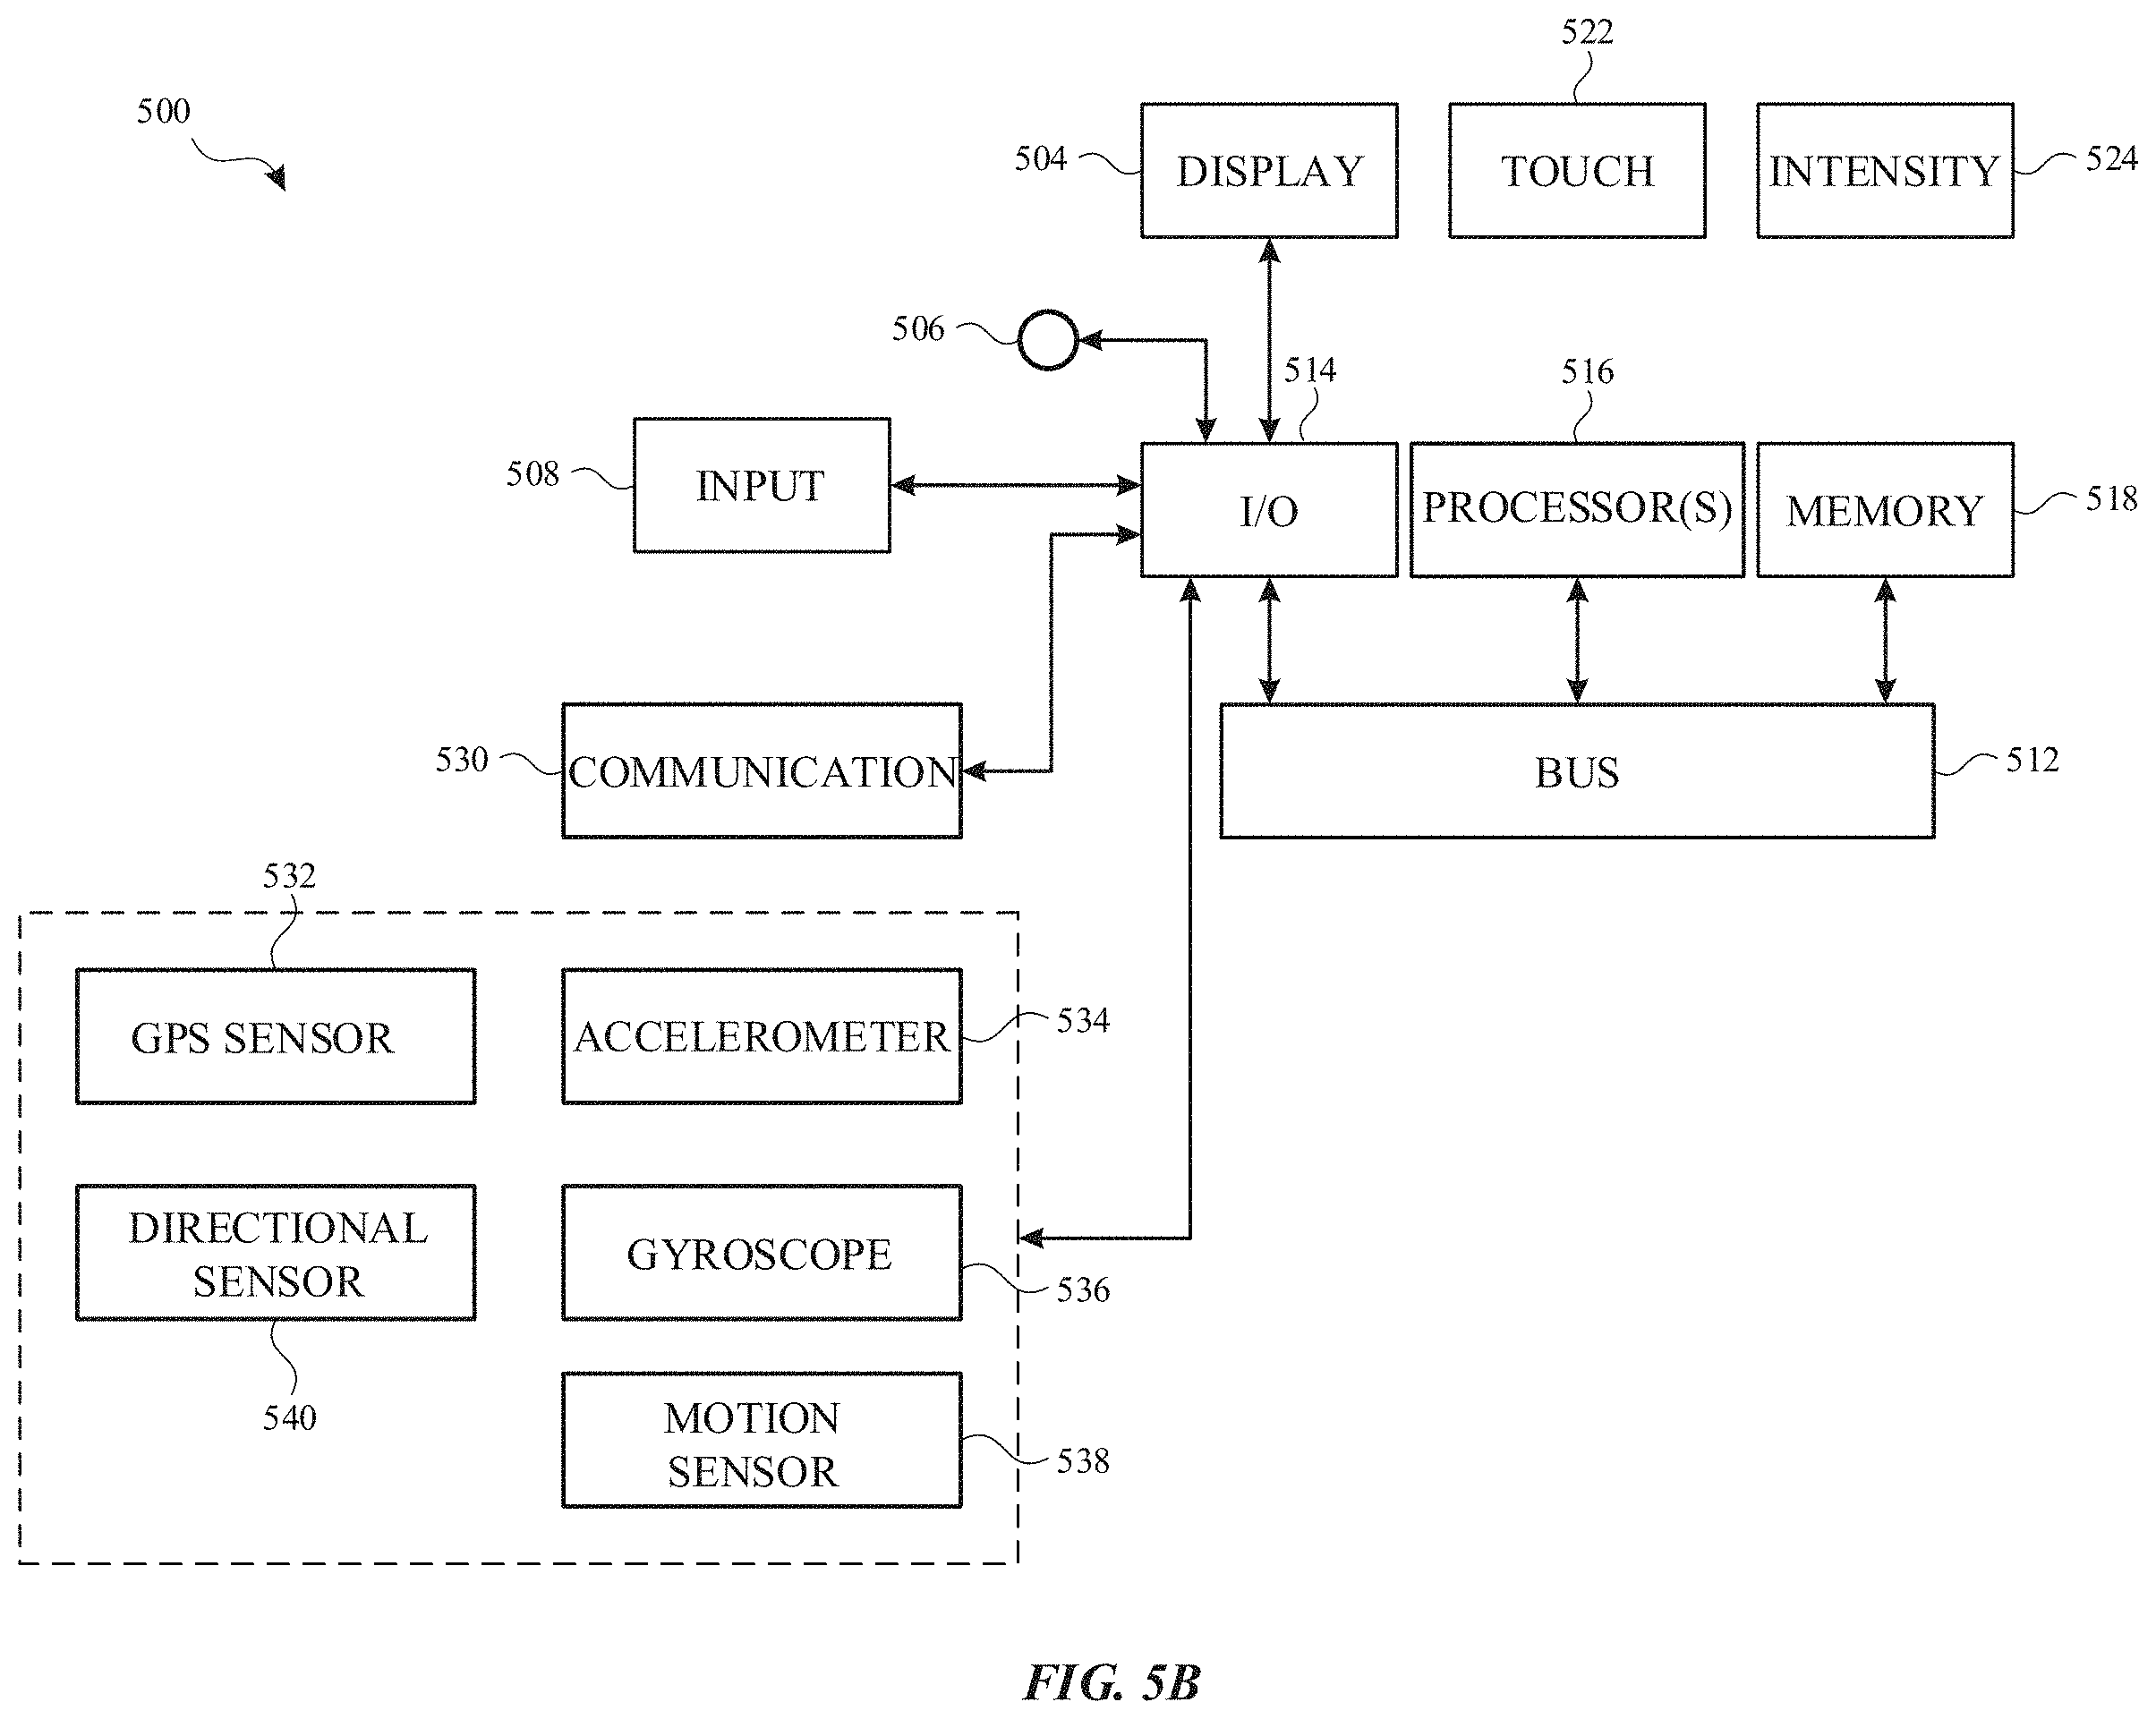 522
500
504
DISPLAY
TOUCH
INTENSITY
524
506
514
516
508
INPUT
I/O
PROCESSOR(S)
MEMORY
518
530
COMMUNICATION
BUS
512
532
GPS SENSOR
ACCELEROMETER
534
DIRECTIONAL
SENSOR
GYROSCOPE
536
540
MOTION
SENSOR
538
FIG. 5B